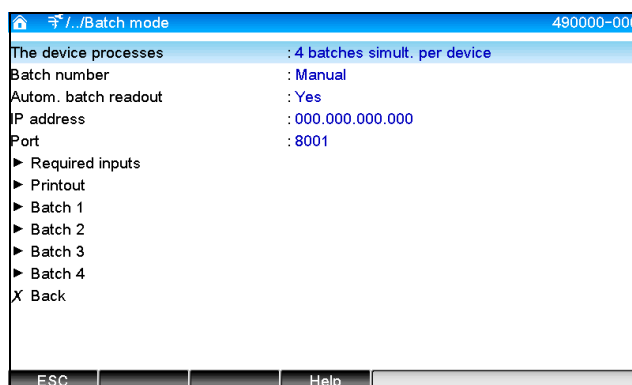 /../Batch mode 490000-000
The device processes : 4 batches simult. per device
Batch number : Manual
Autom. batch readout : Yes
IP address : 000.000.000.000
Port : 8001
► Required inputs
► Printout
► Batch 1
► Batch 2
► Batch 3
► Batch 4
X Back
ESC Help